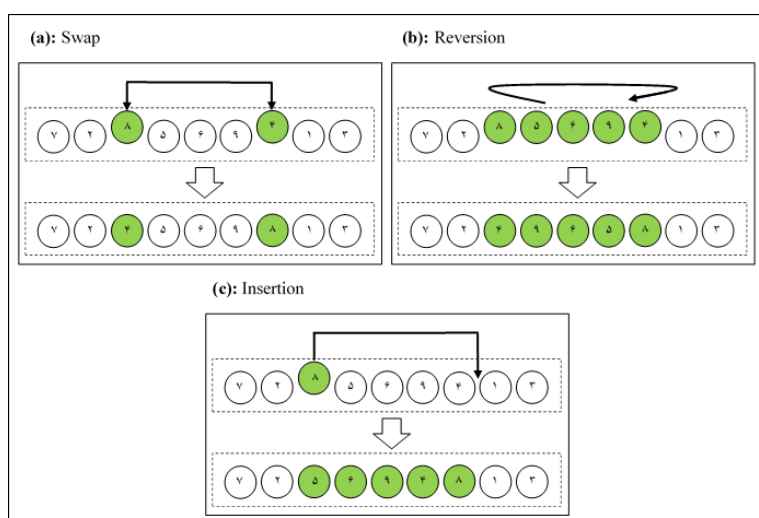 (a): Swap
۷ ۲ ۸ ۵ ۶ ۹ ۴ ۱ ۳
۷ ۲ ۴ ۵ ۶ ۹ ۸ ۱ ۳
(b): Reversion
۷ ۲ ۸ ۵ ۶ ۹ ۴ ۱ ۳
۷ ۲ ۴ ۹ ۶ ۵ ۸ ۱ ۳
(c): Insertion
۷ ۲ ۸ ۵ ۶ ۹ ۴ ۱ ۳
۷ ۲ ۵ ۶ ۹ ۴ ۸ ۱ ۳